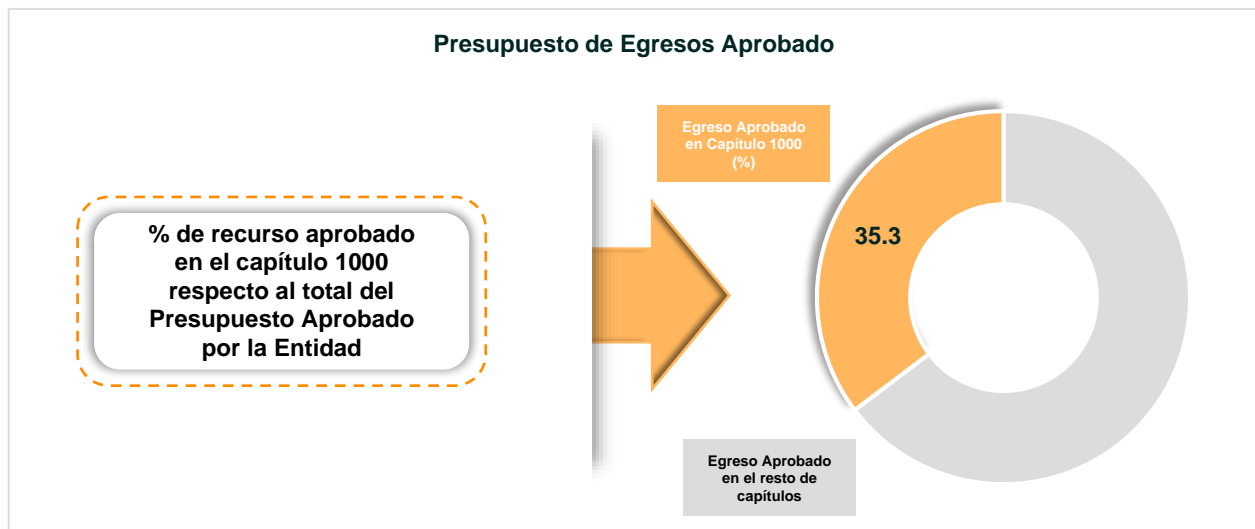 Presupuesto de Egresos Aprobado
Egreso Aprobado
en Capítulo 1000
(%)
% de recurso aprobado
en el capítulo 1000
respecto al total del
Presupuesto Aprobado
por la Entidad
35.3
Egreso Aprobado
en el resto de
capítulos